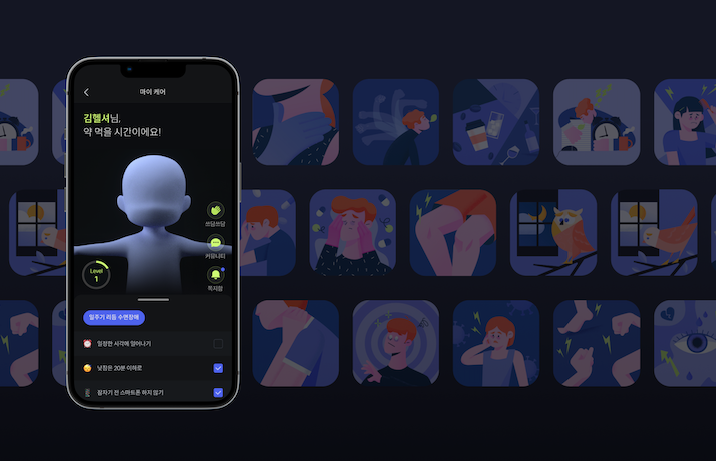 마이 케어
김헬셔님,
약 먹을 시간이에요!
쓰담쓰담
커뮤니티
쪽지함
Level
1
일주기 리듬 수면장애
일정한 시각에 일어나기
낮잠은 20분 이하로
잠자기 전 스마트폰 하지 않기